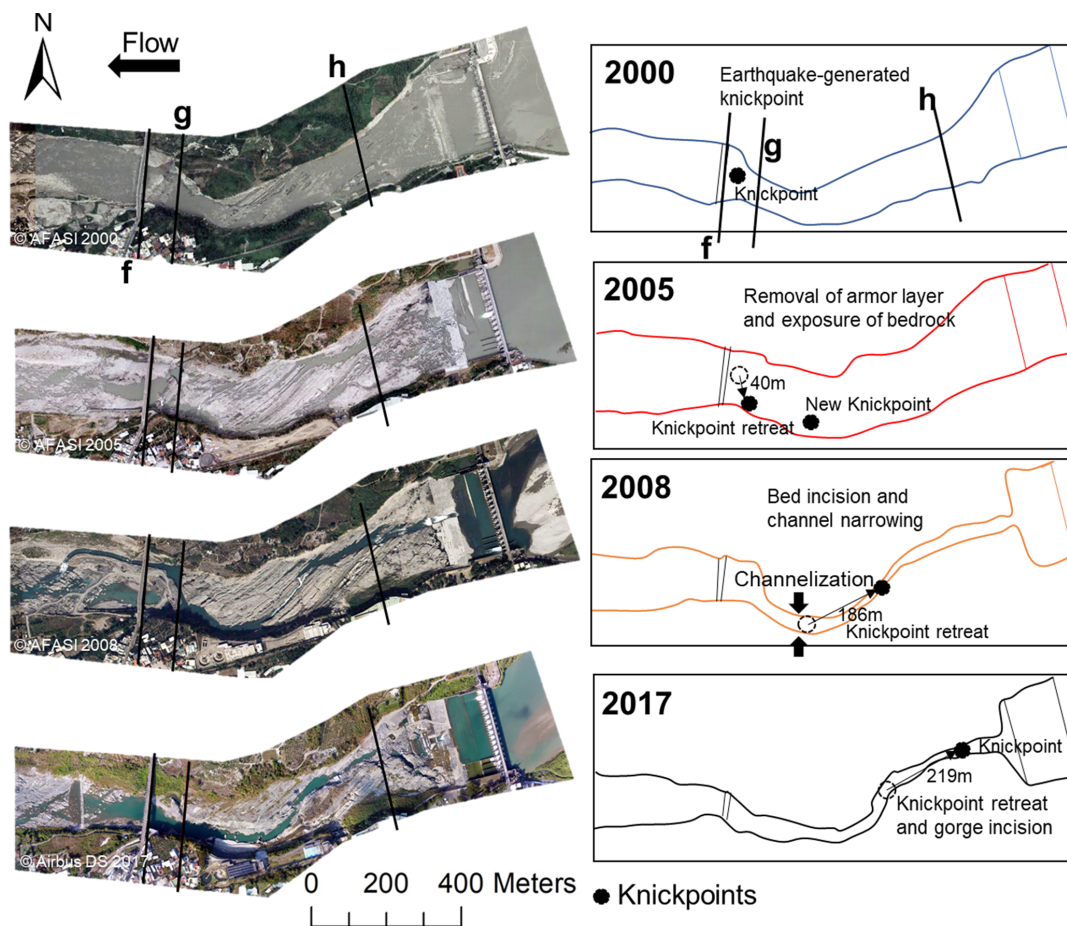 N
Flow
h
g
f
© AFASI 2000
© AFASI 2005
© AFASI 2008
© Airbus DS 2017
0 200 400 Meters
2000
Earthquake-generated
knickpoint
h
g
Knickpoint
f
2005
Removal of armor layer
and exposure of bedrock
40m
New Knickpoint
Knickpoint retreat
2008
Bed incision and
channel narrowing
Channelization
186m
Knickpoint retreat
2017
Knickpoint
219m
Knickpoint retreat
and gorge incision
Knickpoints